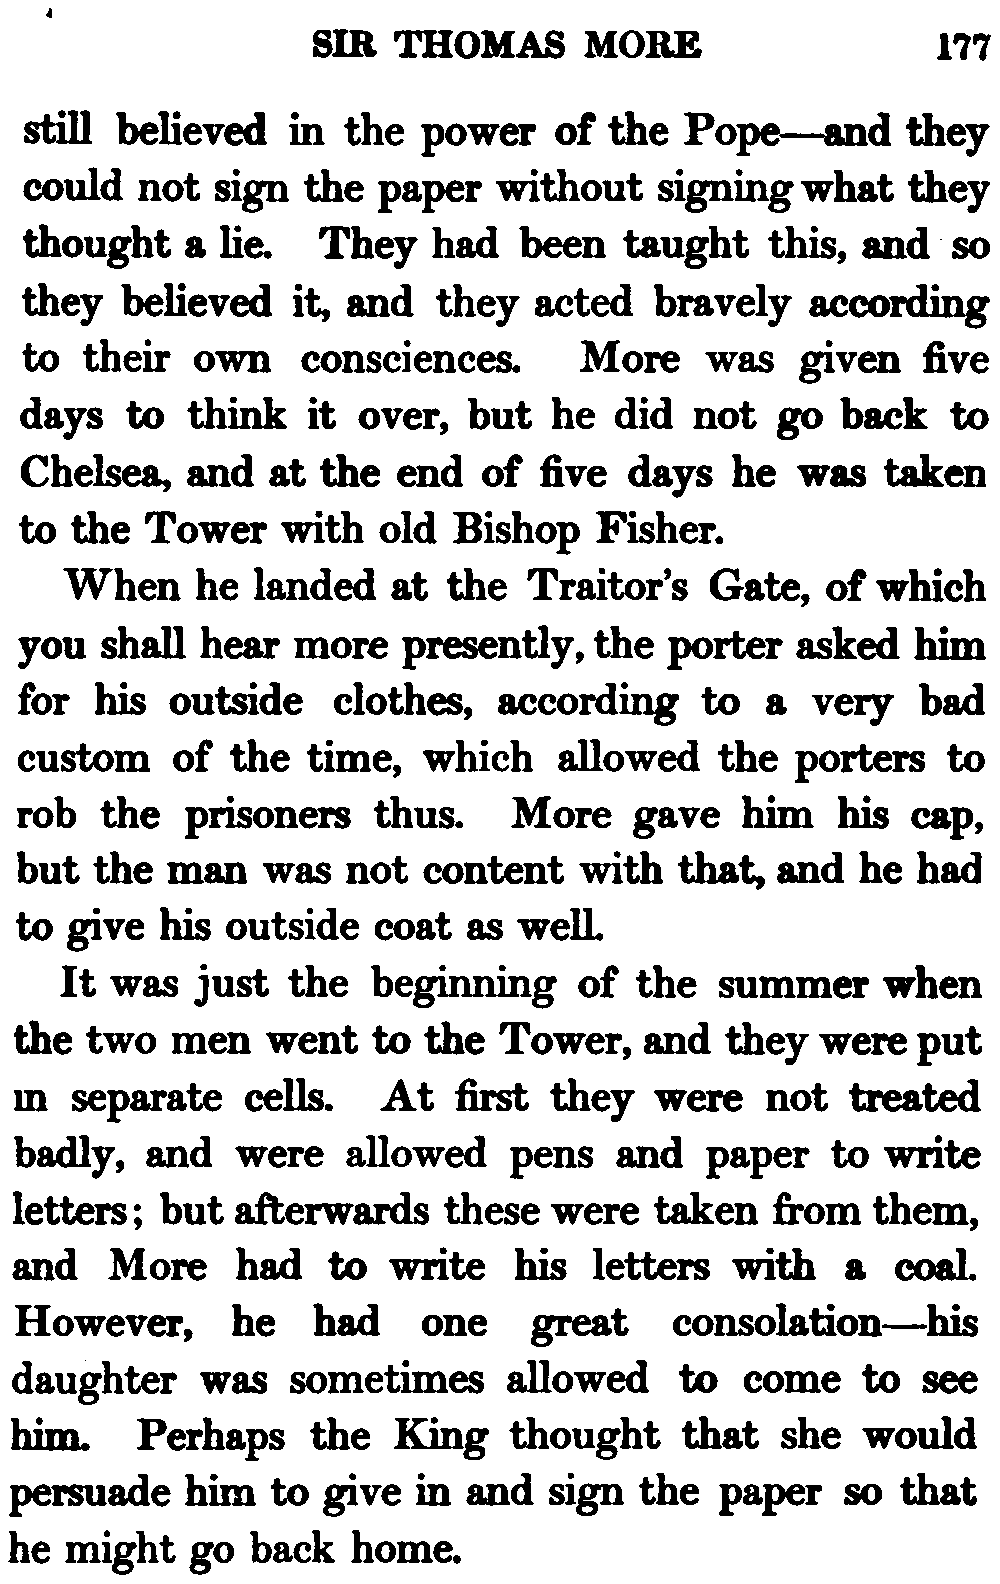 SIR THOMAS MORE 177
still believed in the power of the Pope—and they
could not sign the paper without signing what they
thought a lie. They had been taught this, and so
they believed it, and they acted bravely according
to their own consciences. More was given five
days to think it over, but he did not go back to
Chelsea, and at the end of five days he was taken
to the Tower with old Bishop Fisher.
When he landed at the Traitor's Gate, of which
you shall hear more presently, the porter asked him
for his outside clothes, according to a very bad
custom of the time, which allowed the porters to
rob the prisoners thus. More gave him his cap,
but the man was not content with that, and he had
to give his outside coat as well.
It was just the beginning of the summer when
the two men went to the Tower, and they were put
in separate cells. At first they were not treated
badly, and were allowed pens and paper to write
letters; but afterwards these were taken from them,
and More had to write his letters with a coal.
However, he had one great consolation—his
daughter was sometimes allowed to come to see
him. Perhaps the King thought that she would
persuade him to give in and sign the paper so that
he might go back home.